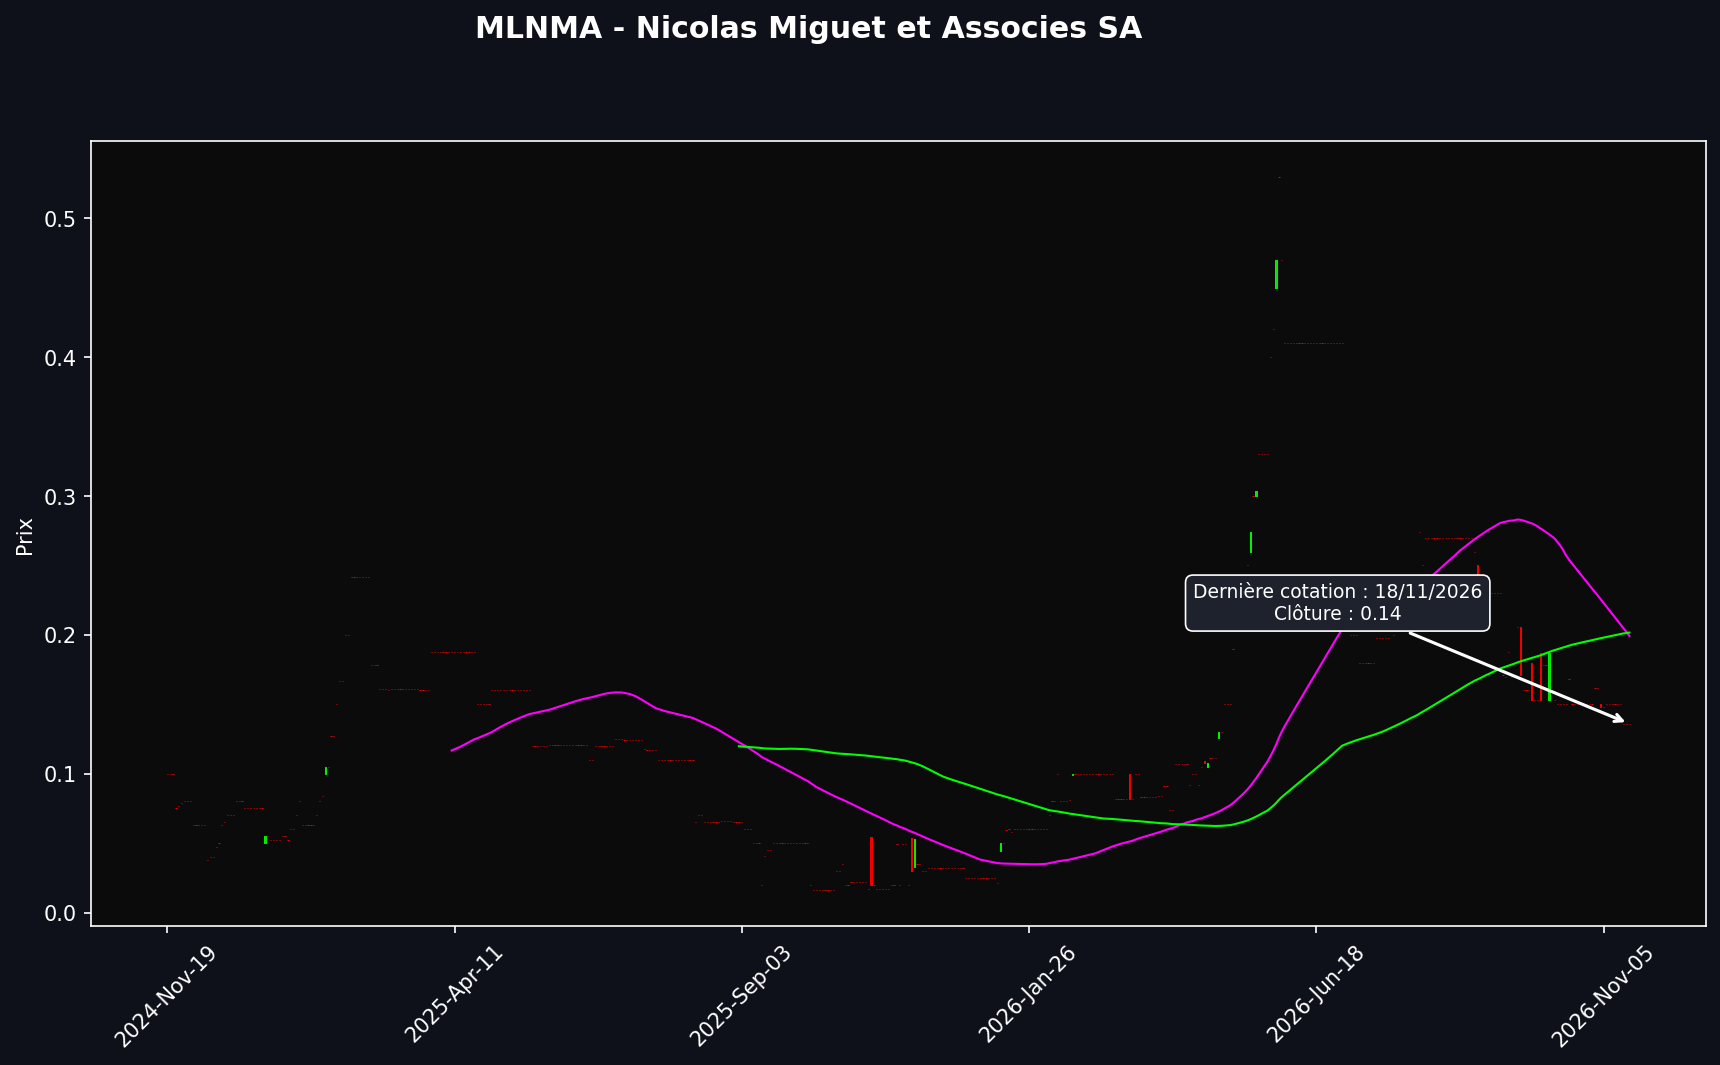 MLNMA - Nicolas Miguet et Associes SA
Prix
0.5
0.4
0.3
0.2
0.1
0.0
Dernière cotation : 18/11/2026
Clôture : 0.14
2024-Nov-19
2025-Apr-11
2025-Sep-03
2026-Jan-26
2026-Jun-18
2026-Nov-05